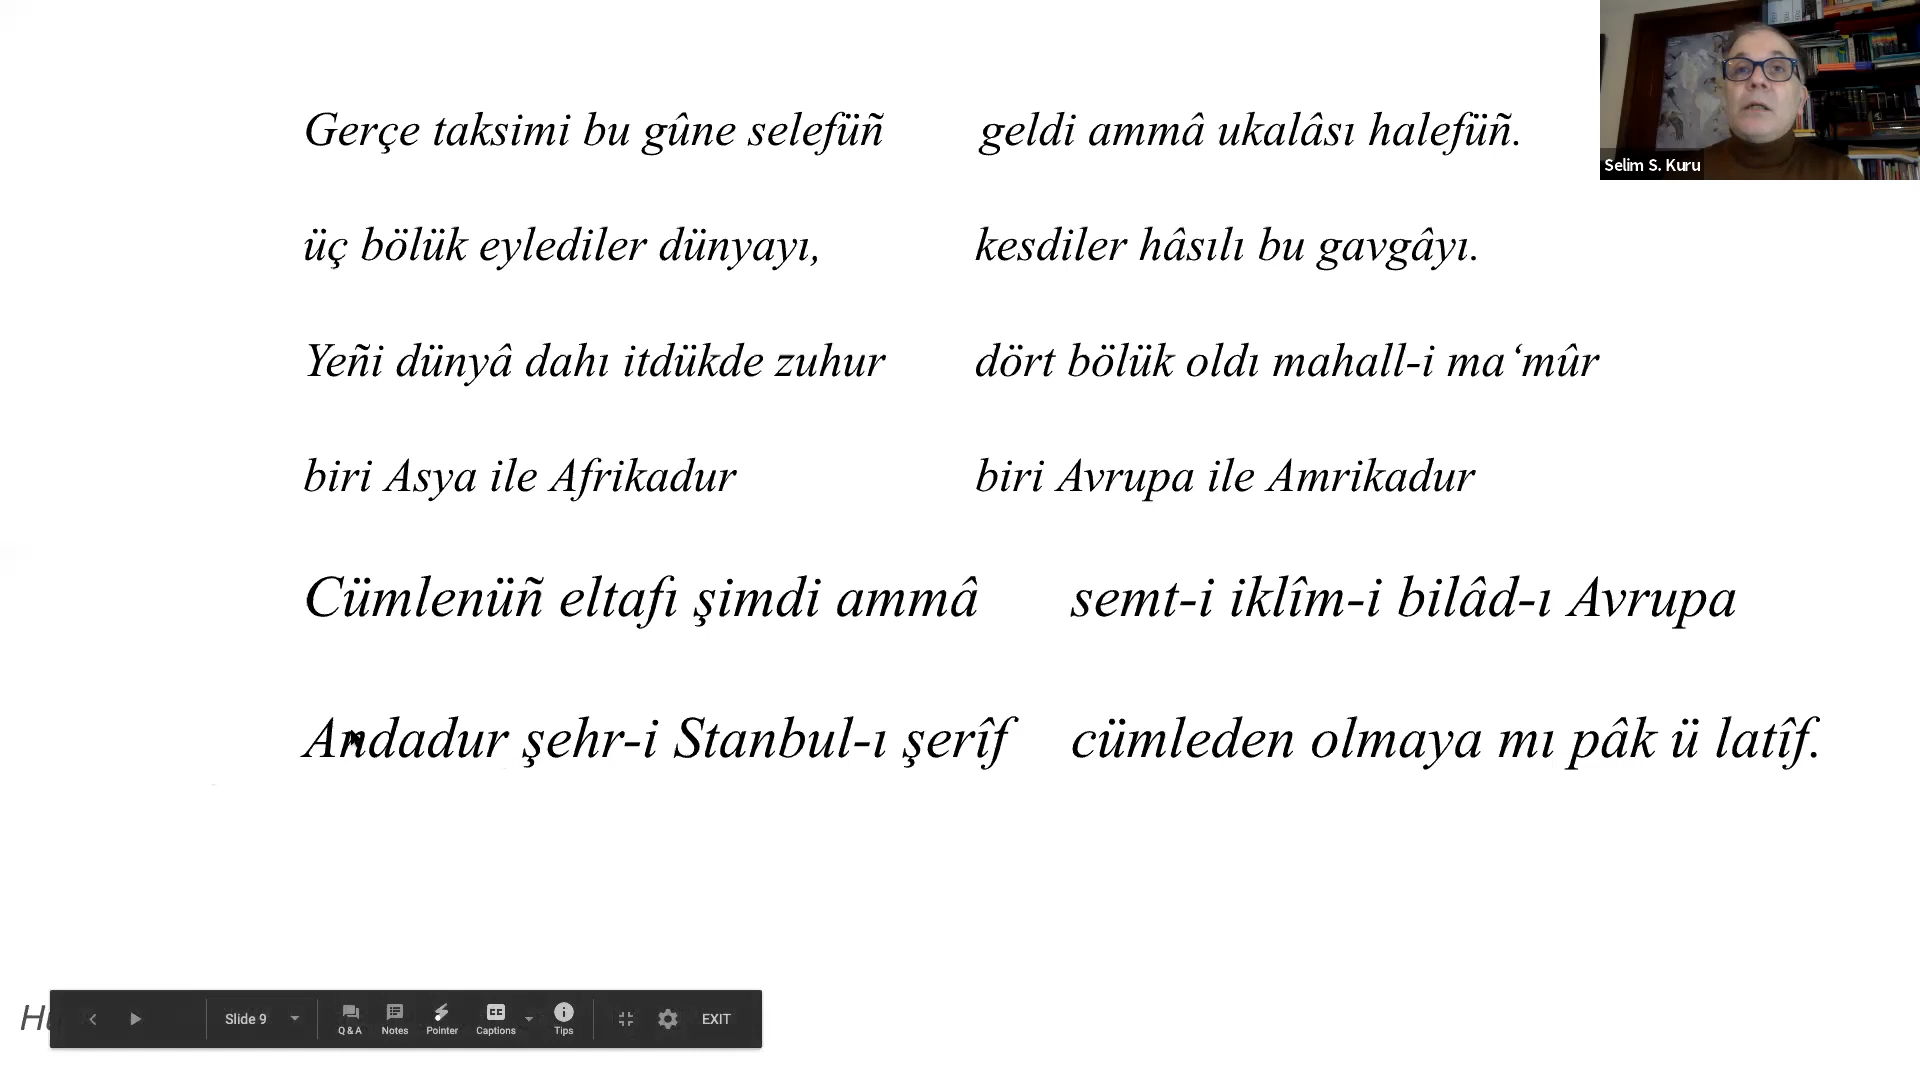 Gerçe taksimi bu gûne selefüñ geldi ammâ ukalâsı halefüñ.
Selim S. Kuru
üç bölük eylediler dünyayı, kesdiler hâsılı bu gavgâyı.
Yeñi dünyâ dahı itdükde zuhur dört bölük oldı mahall-i ma‘mûr
biri Asya ile Afrikadur biri Avrupa ile Amrikadur
Cümlenüñ eltafı şimdi ammâ semt-i iklîm-i bilâd-ı Avrupa
Andadur şehr-i Stanbul-ı şerîf cümleden olmaya mı pâk ü latîf.
Slide 9 Q & A Notes Pointer Captions Tips EXIT